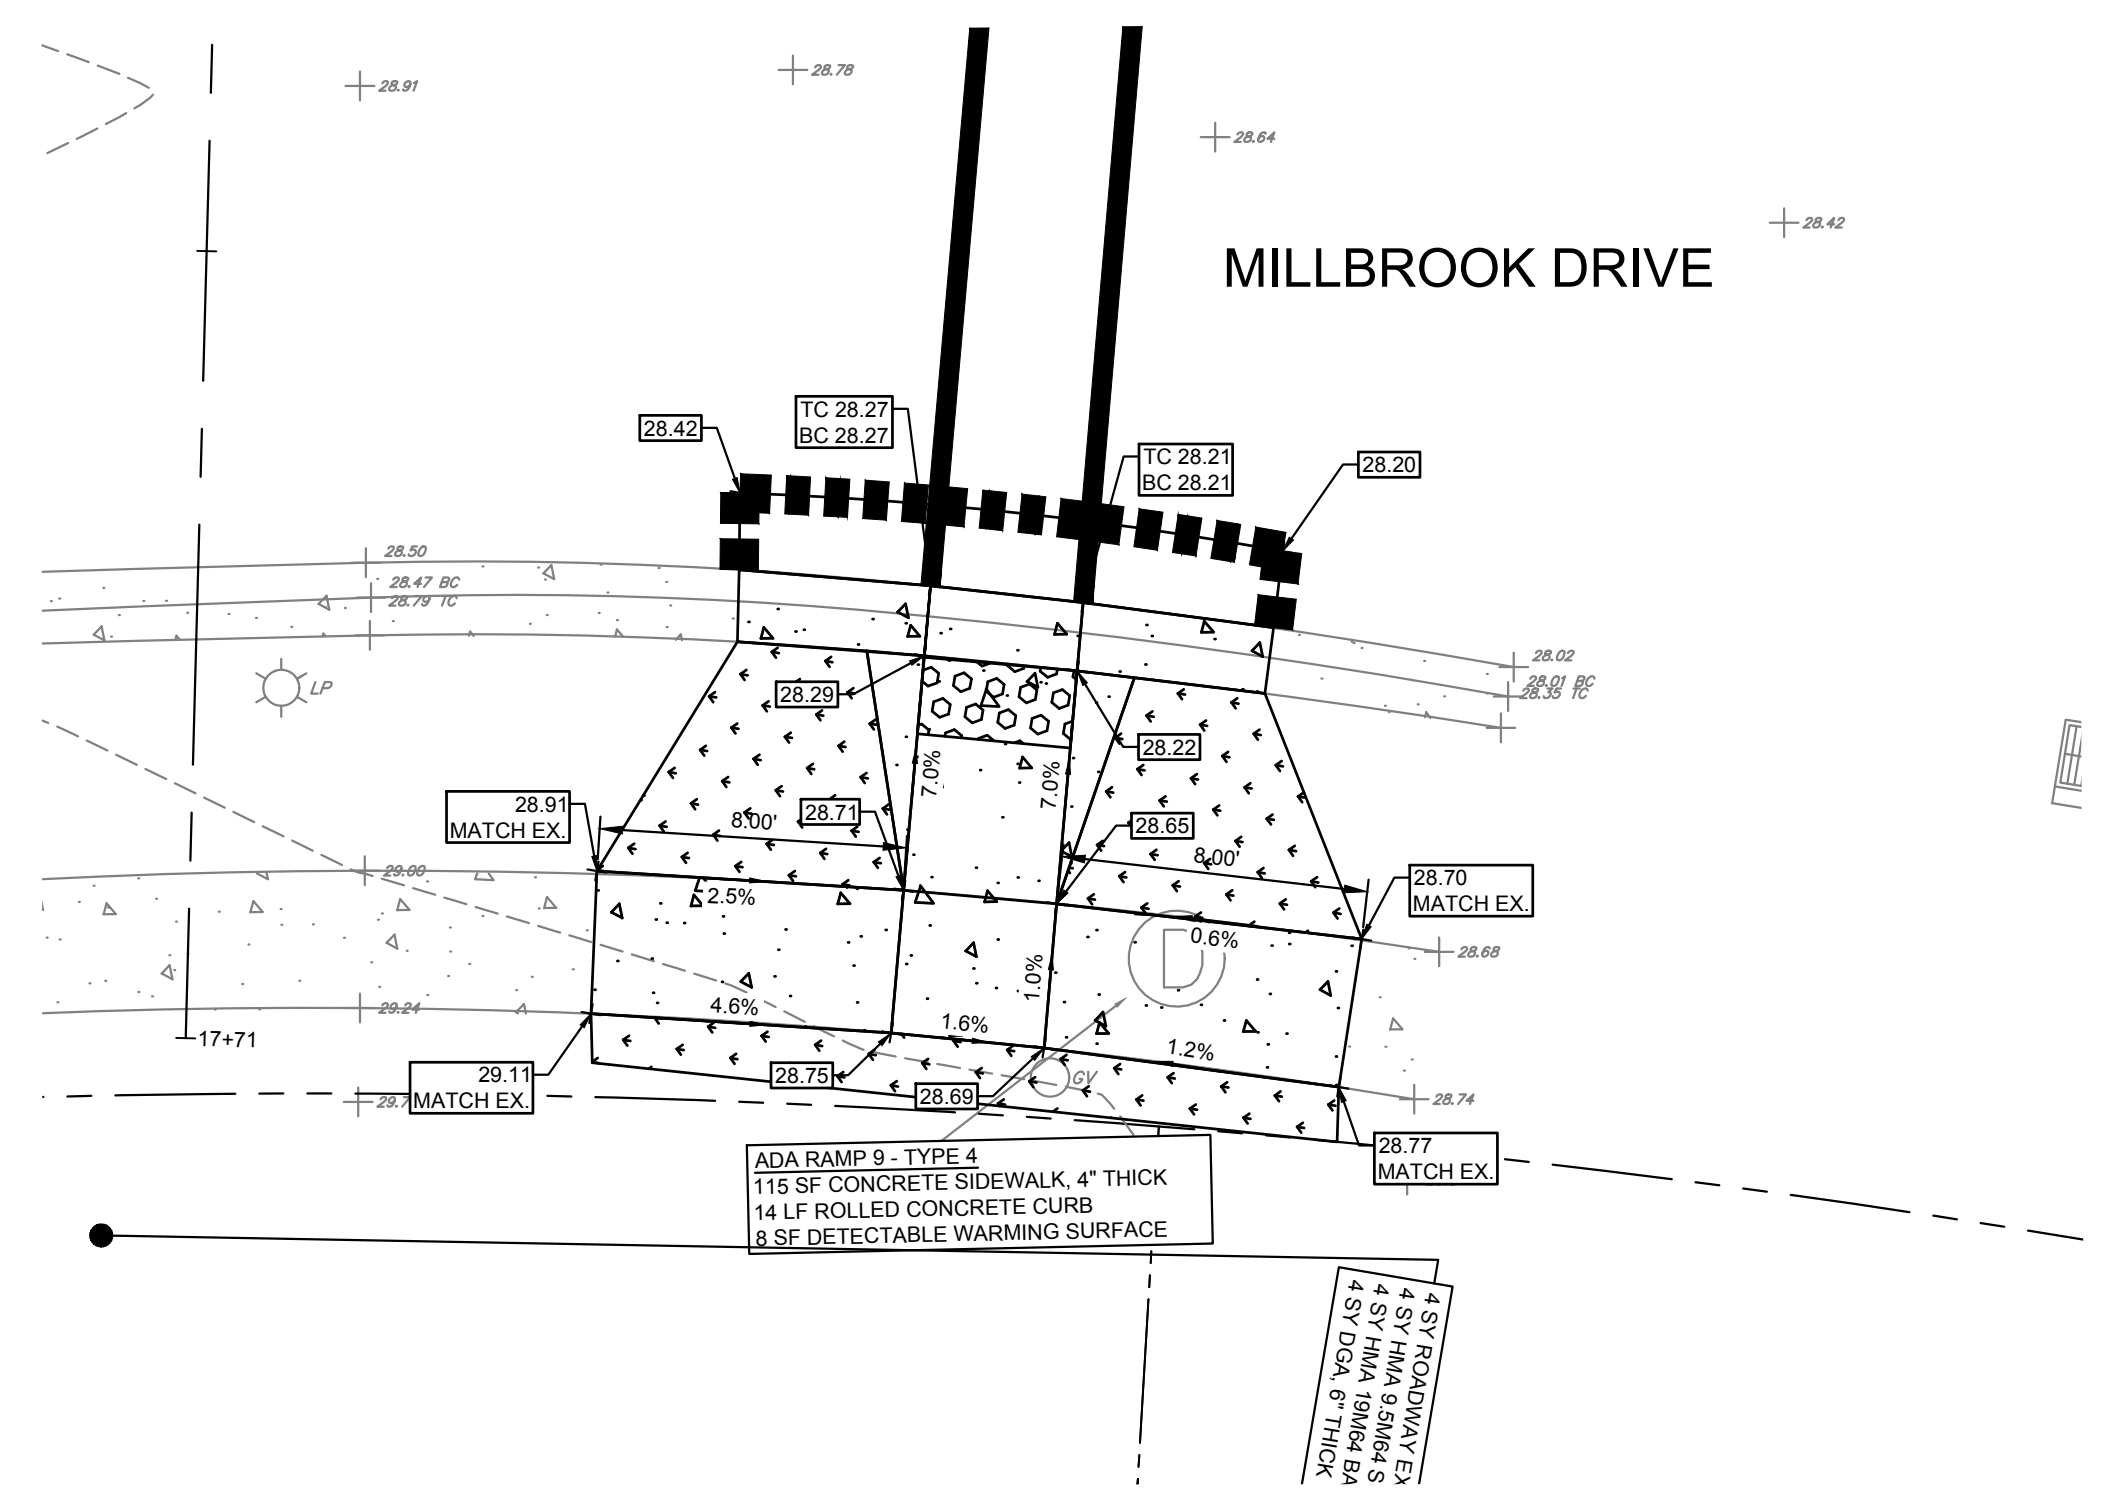 28.91
28.78
28.64
28.42
MILLBROOK DRIVE
28.42
TC 28.27
BC 28.27
TC 28.21
BC 28.21
28.20
28.50
28.47 BC
28.79 TC
28.02
28.01 BC
28.35 TC
LP
28.29
28.22
7.0%
7.0%
28.91
MATCH EX.
8.00'
28.71
28.65
8.00'
28.70
MATCH EX.
29.00
2.5%
0.6%
D
28.68
1.0%
29.24
4.6%
1.6%
1.2%
17+71
29.11
MATCH EX.
28.75
28.69
GV
28.74
29.7
28.77
MATCH EX.
ADA RAMP 9 - TYPE 4
115 SF CONCRETE SIDEWALK, 4" THICK
14 LF ROLLED CONCRETE CURB
8 SF DETECTABLE WARMING SURFACE
4 SY ROADWAY EX
4 SY HMA 9.5M64 S
4 SY HMA 19M64 BA
4 SY DGA, 6" THICK